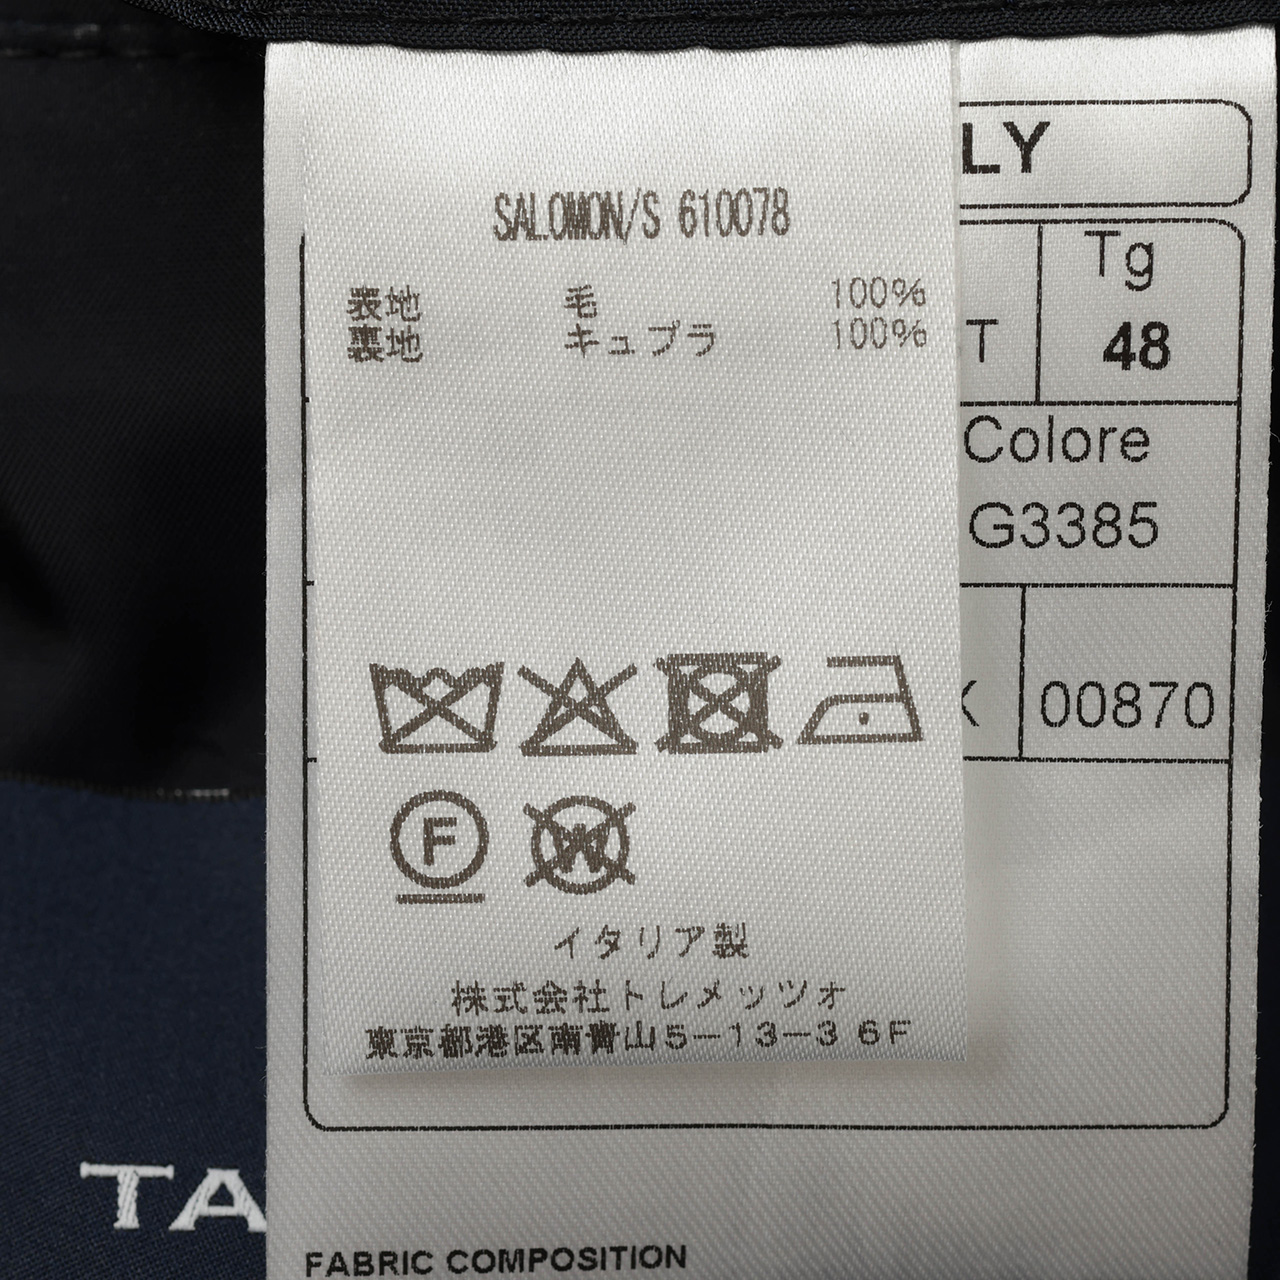 SALOMON/S 610078
表地 毛 100%
裏地 キュプラ 100%
F
W
イタリア製
株式会社トレメッツォ
東京都港区南青山5-13-3 6F
LY
Tg
T 48
Colore
G3385
K 00870
TA
FABRIC COMPOSITION